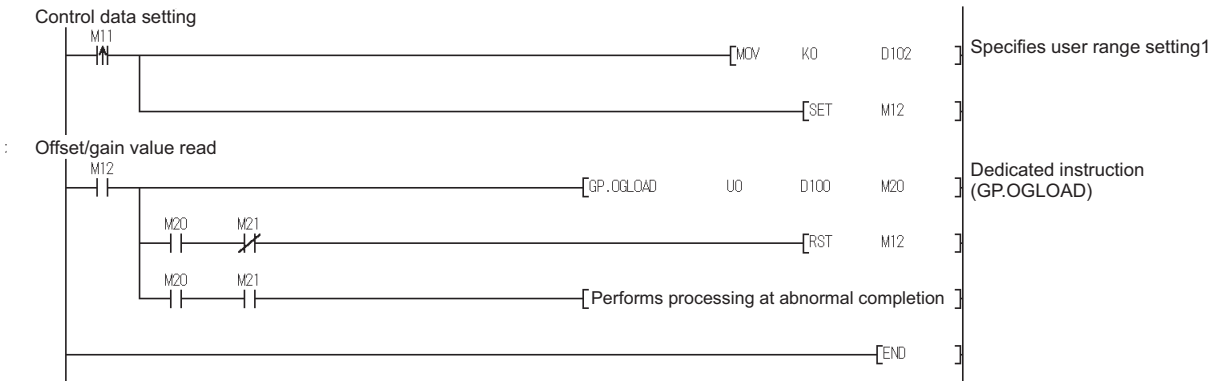 Control data setting
M11
MOV K0 D102 Specifies user range setting1
SET M12
: Offset/gain value read
M12
GP.OGLOAD U0 D100 M20 Dedicated instruction
(GP.OGLOAD)
M20 M21
RST M12
M20 M21
Performs processing at abnormal completion
END